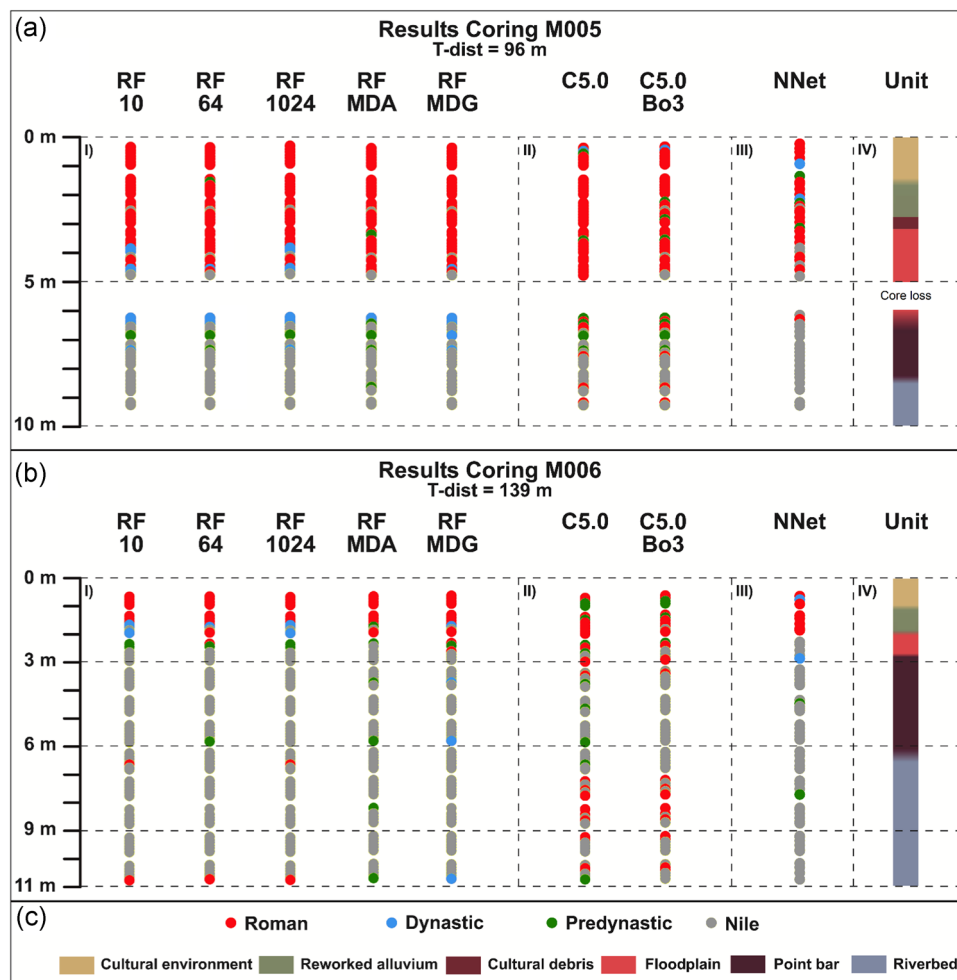 (a)
Results Coring M005
T-dist = 96 m
RF RF RF RF RF C5.0 C5.0 NNet Unit
10 64 1024 MDA MDG Bo3
0 m I) II) III) IV)
5 m
Core loss
10 m
(b)
Results Coring M006
T-dist = 139 m
RF RF RF RF RF C5.0 C5.0 NNet Unit
10 64 1024 MDA MDG Bo3
0 m I) II) III) IV)
3 m
6 m
9 m
11 m
(c)
Roman Dynastic Predynastic Nile
Cultural environment Reworked alluvium Cultural debris Floodplain Point bar Riverbed